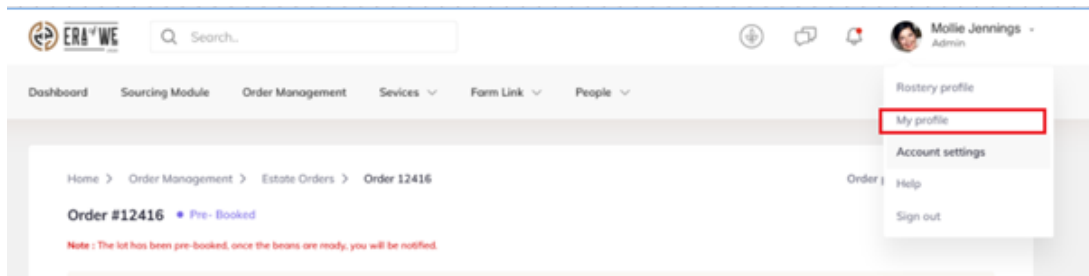 ERA of WE
Search..
Mollie Jennings
Admin
Dashboard Sourcing Module Order Management Sevices Farm Link People
Rostery profile
My profile
Account settings
Help
Sign out
Home > Order Management > Estate Orders > Order 12416
Order
Order #12416 • Pre- Booked
Note : The lot has been pre-booked, once the beans are ready, you will be notified.